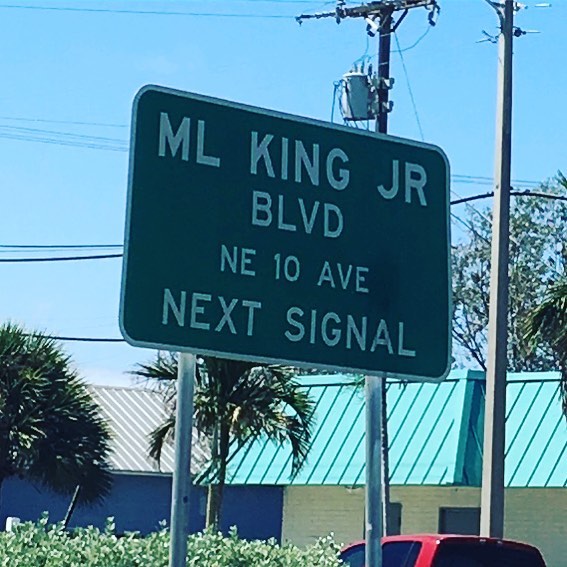 ML KING JR
BLVD
NE 10 AVE
NEXT SIGNAL